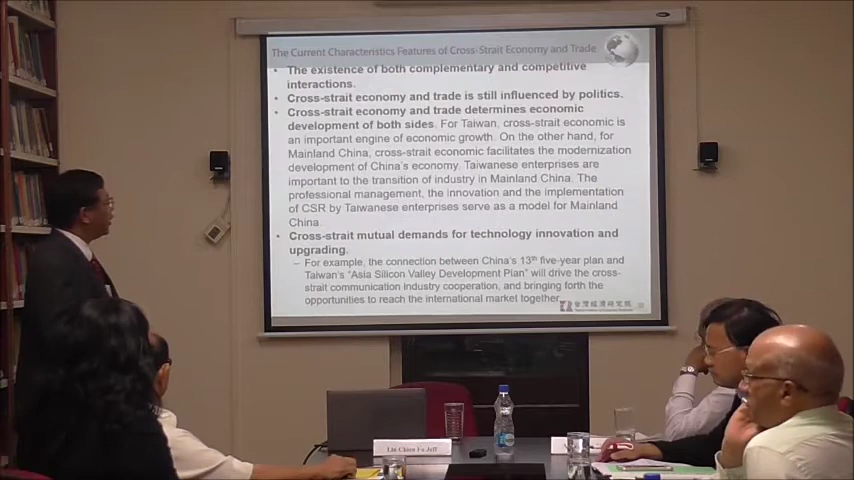 The Current Characteristics Features of Cross-Strait Economy and Trade
• The existence of both complementary and competitive
interactions.
• Cross-strait economy and trade is still influenced by politics.
• Cross-strait economy and trade determines economic
development of both sides. For Taiwan, cross-strait economic is
an important engine of economic growth. On the other hand, for
Mainland China, cross-strait economic facilitates the modernization
development of China's economy. Taiwanese enterprises are
important to the transition of industry in Mainland China. The
professional management, the innovation and the implementation
of CSR by Taiwanese enterprises serve as a model for Mainland
China.
• Cross-strait mutual demands for technology innovation and
upgrading.
– For example, the connection between China's 13th five-year plan and
Taiwan's "Asia Silicon Valley Development Plan" will drive the cross-
strait communication industry cooperation, and bringing forth the
opportunities to reach the international market together.
台灣經濟研究院
Liu Chien Fu Jeff